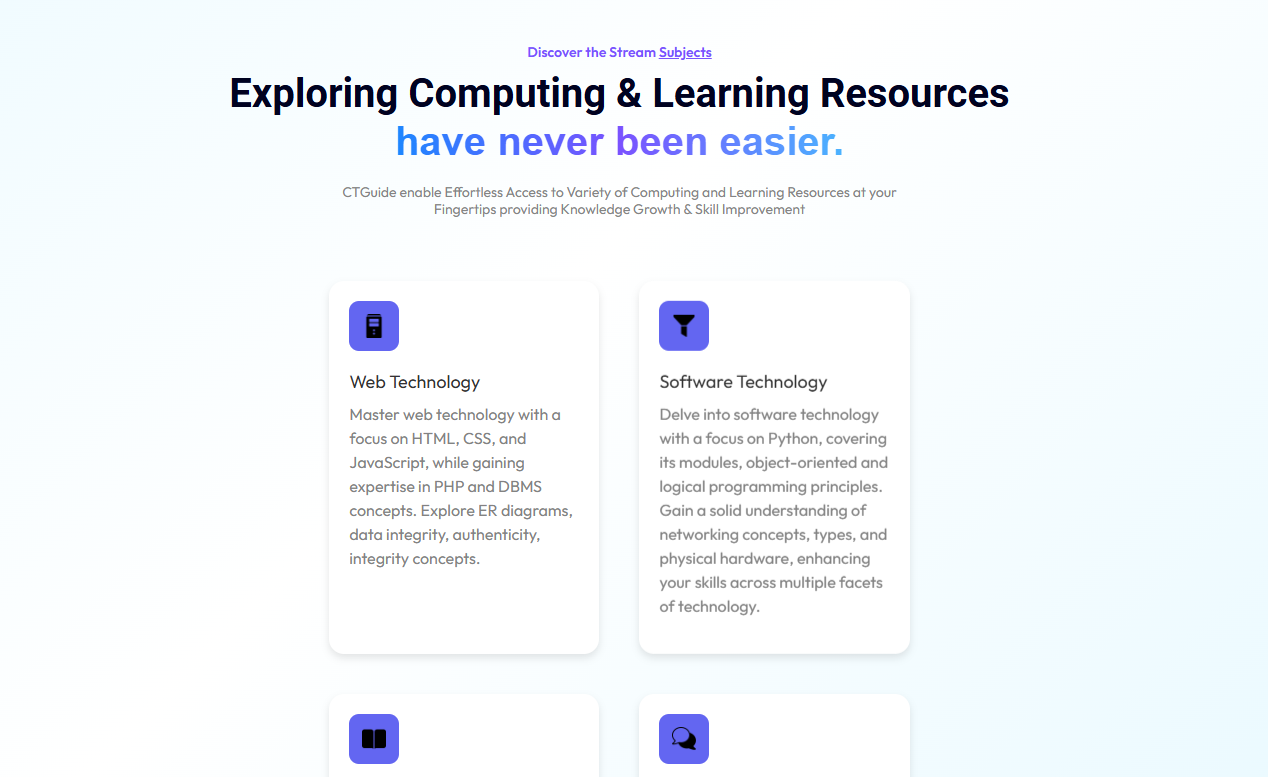 Discover the Stream Subjects
Exploring Computing & Learning Resources
have never been easier.
CTGuide enable Effortless Access to Variety of Computing and Learning Resources at your
Fingertips providing Knowledge Growth & Skill Improvement
Web Technology
Master web technology with a
focus on HTML, CSS, and
JavaScript, while gaining
expertise in PHP and DBMS
concepts. Explore ER diagrams,
data integrity, authenticity,
integrity concepts.
Software Technology
Delve into software technology
with a focus on Python, covering
its modules, object-oriented and
logical programming principles.
Gain a solid understanding of
networking concepts, types, and
physical hardware, enhancing
your skills across multiple facets
of technology.